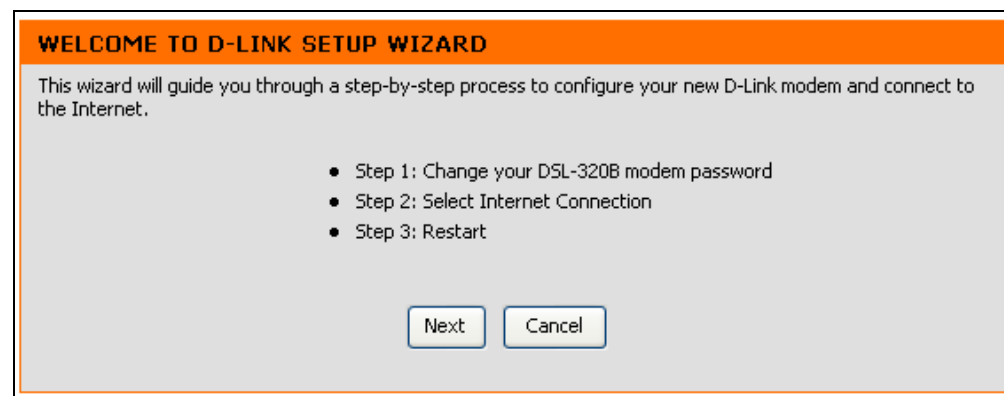 WELCOME TO D-LINK SETUP WIZARD
This wizard will guide you through a step-by-step process to configure your new D-Link modem and connect to
the Internet.
• Step 1: Change your DSL-320B modem password
• Step 2: Select Internet Connection
• Step 3: Restart
Next Cancel